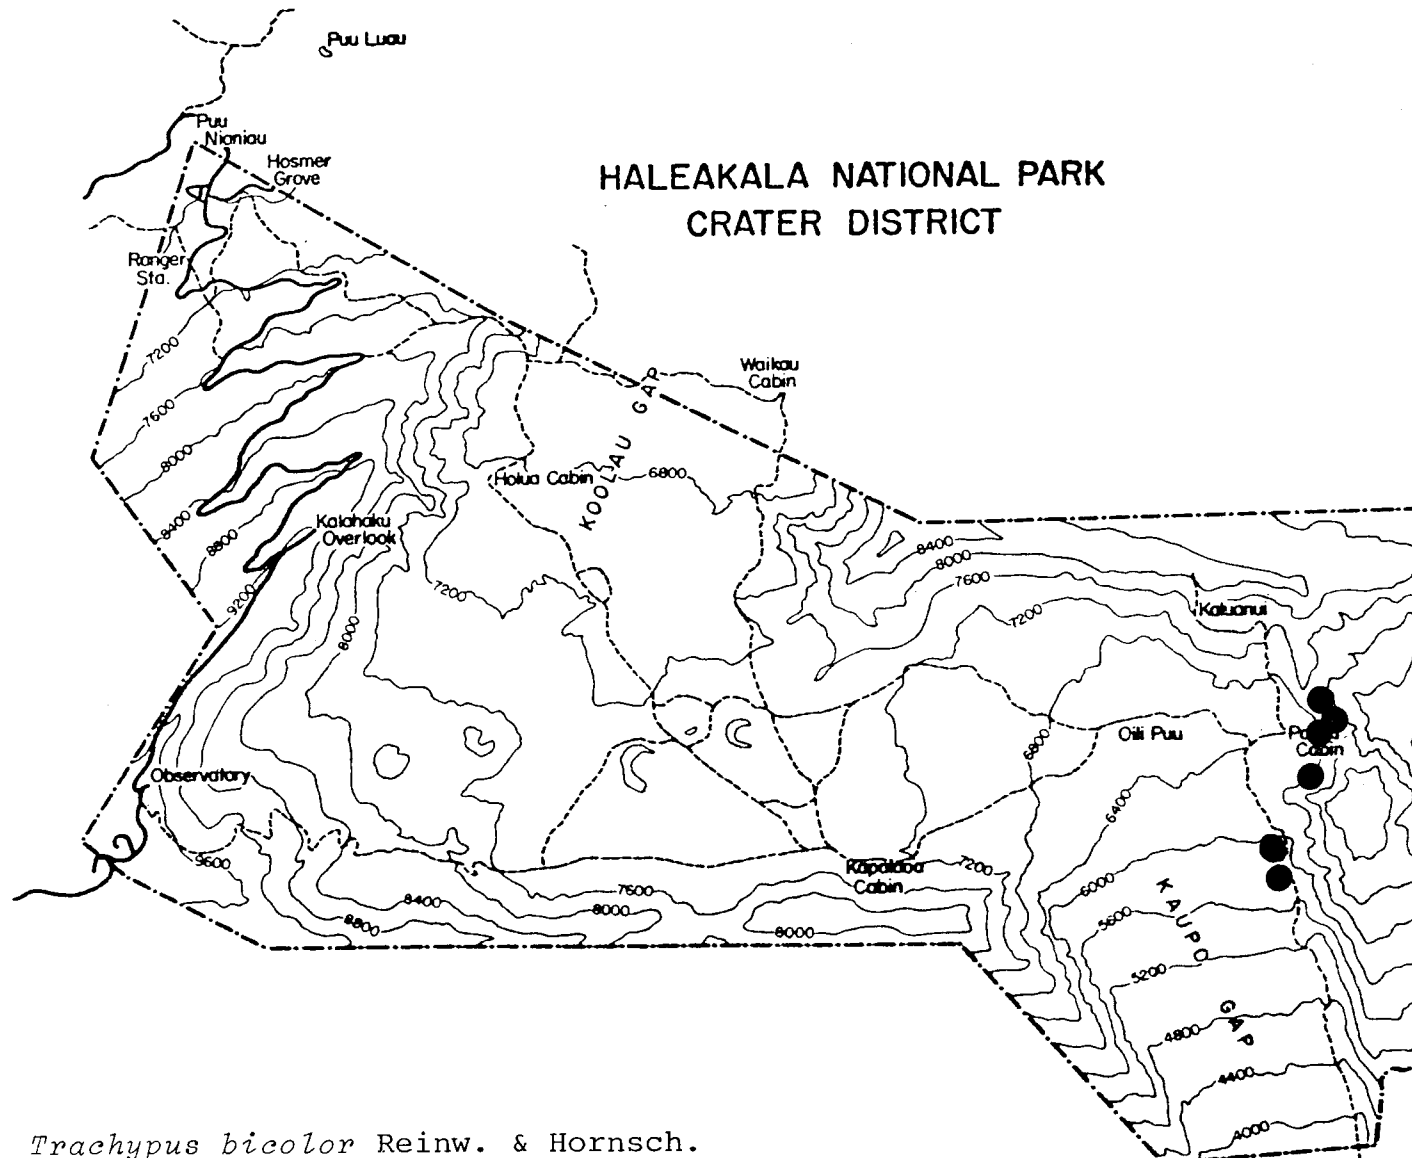 Puu Luau
Puu
Nianiau
Hosmer
Grove
HALEAKALA NATIONAL PARK
CRATER DISTRICT
Ranger
Sta.
7200
Waikau
Cabin
KOOLAU GAP
7600
8000
Holua Cabin
6800
8400
8800
Kalahaku
Overlook
8400
8000
7600
7200
9200
7200
Kaluanui
8000
6800
Oili Puu
Cabin
Observatory
6400
9600
Kapalaoa
Cabin
7200
7600
8400
8000
8800
8000
6000
5600
KAUPO GAP
5200
4800
4400
4000
Trachypus bicolor Reinw. & Hornsch.